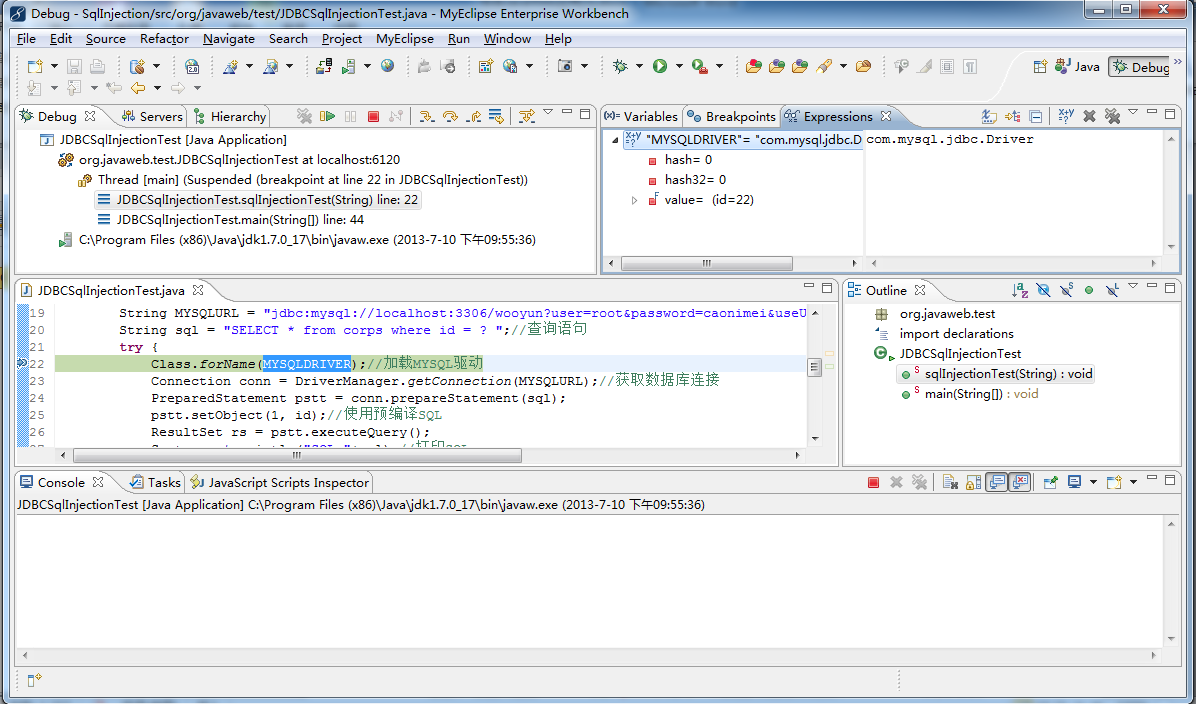 Debug - SqlInjection/src/org/javaweb/test/JDBCSqlInjectionTest.java - MyEclipse Enterprise Workbench
File Edit Source Refactor Navigate Search Project MyEclipse Run Window Help
Java Debug
Debug Servers Hierarchy
JDBCSqlInjectionTest [Java Application]
org.javaweb.test.JDBCSqlInjectionTest at localhost:6120
Thread [main] (Suspended (breakpoint at line 22 in JDBCSqlInjectionTest))
JDBCSqlInjectionTest.sqlInjectionTest(String) line: 22
JDBCSqlInjectionTest.main(String[]) line: 44
C:\Program Files (x86)\Java\jdk1.7.0_17\bin\javaw.exe (2013-7-10 下午09:55:36)
Variables Breakpoints Expressions
"MYSQLDRIVER"= "com.mysql.jdbc.D
hash= 0
hash32= 0
value= (id=22)
com.mysql.jdbc.Driver
JDBCSqlInjectionTest.java
19 String MYSQLURL = "jdbc:mysql://localhost:3306/wooyun?user=root&password=caonimei&useU
20 String sql = "SELECT * from corps where id = ? ";//查询语句
21 try {
22 Class.forName(MYSQLDRIVER);//加载MYSQL驱动
23 Connection conn = DriverManager.getConnection(MYSQLURL);//获取数据库连接
24 PreparedStatement pstt = conn.prepareStatement(sql);
25 pstt.setObject(1, id);//使用预编译SQL
26 ResultSet rs = pstt.executeQuery();
Outline
org.javaweb.test
import declarations
JDBCSqlInjectionTest
sqlInjectionTest(String) : void
main(String[]) : void
Console Tasks JavaScript Scripts Inspector
JDBCSqlInjectionTest [Java Application] C:\Program Files (x86)\Java\jdk1.7.0_17\bin\javaw.exe (2013-7-10 下午09:55:36)